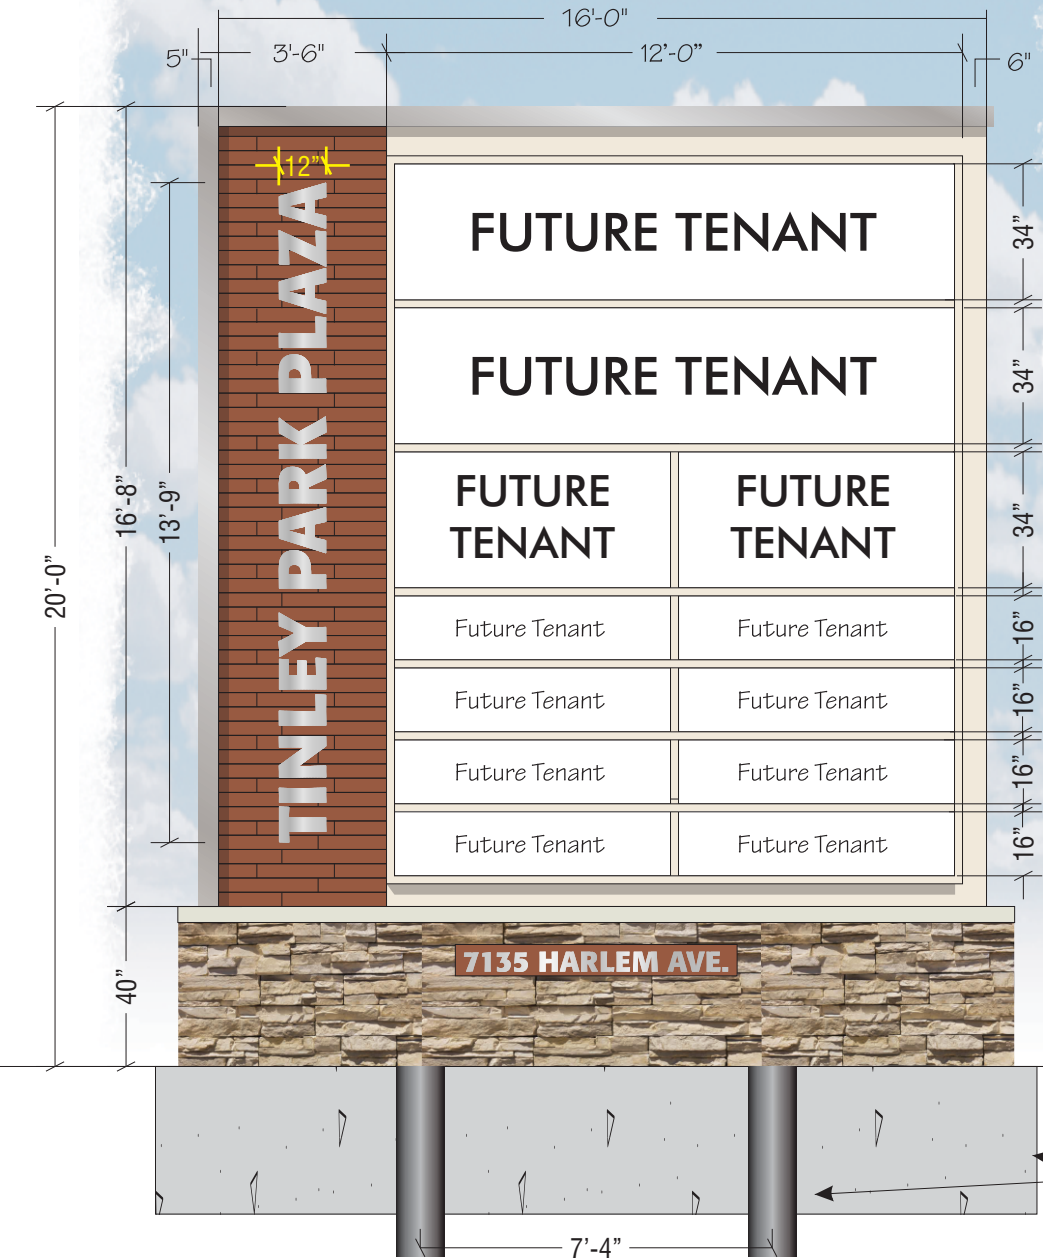 16'-0"
5"
3'-6"
12'-0”
6"
12”
TINLEY PARK PLAZA
20’-0”
16’-8”
13’-9”
40”
FUTURE TENANT
34”
FUTURE TENANT
34”
FUTURE
TENANT
FUTURE
TENANT
34”
Future Tenant
Future Tenant
16”
Future Tenant
Future Tenant
16”
Future Tenant
Future Tenant
16”
Future Tenant
Future Tenant
16”
7135 HARLEM AVE.
7’-4”